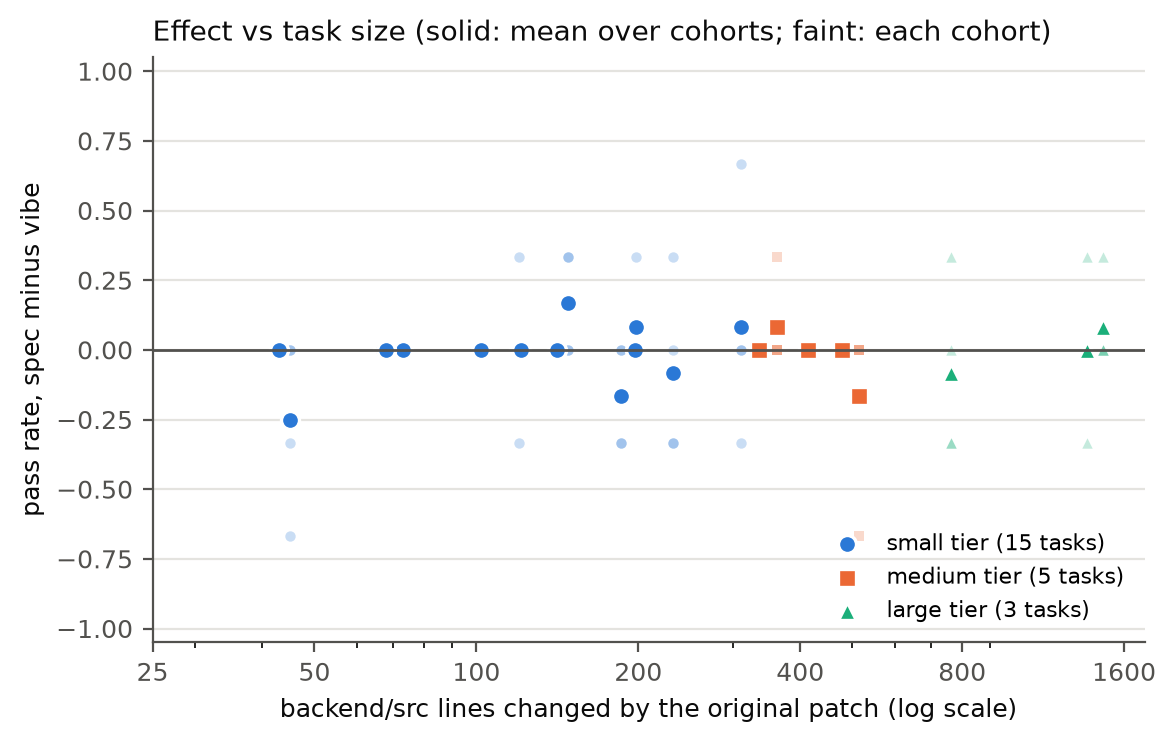 Effect vs task size (solid: mean over cohorts; faint: each cohort)
1.00
0.75
0.50
0.25
0.00
−0.25
−0.50
−0.75
−1.00
pass rate, spec minus vibe
small tier (15 tasks)
medium tier (5 tasks)
large tier (3 tasks)
25 50 100 200 400 800 1600
backend/src lines changed by the original patch (log scale)